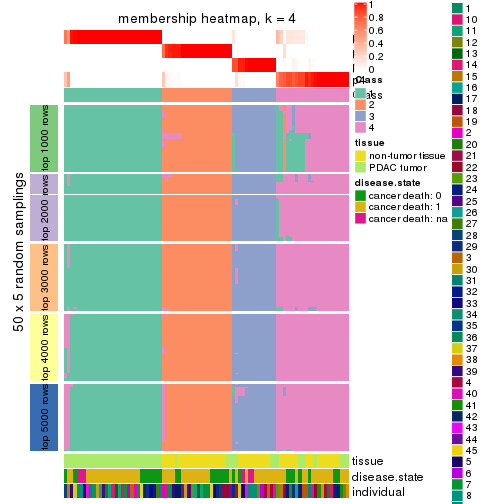 membership heatmap, k = 4
50 x 5 random samplings
top 1000 rows
top 2000 rows
top 3000 rows
top 4000 rows
top 5000 rows
1
0.8
0.6
0.4
0.2
0
Class
Class
1
2
3
4
tissue
non-tumor tissue
PDAC tumor
disease.state
cancer death: 0
cancer death: 1
cancer death: na
tissue
disease.state
individual
1
10
11
12
13
14
15
16
17
18
19
2
20
21
22
23
24
25
26
27
28
29
3
30
31
32
33
34
35
36
37
38
39
4
40
41
42
43
44
45
5
6
7
8